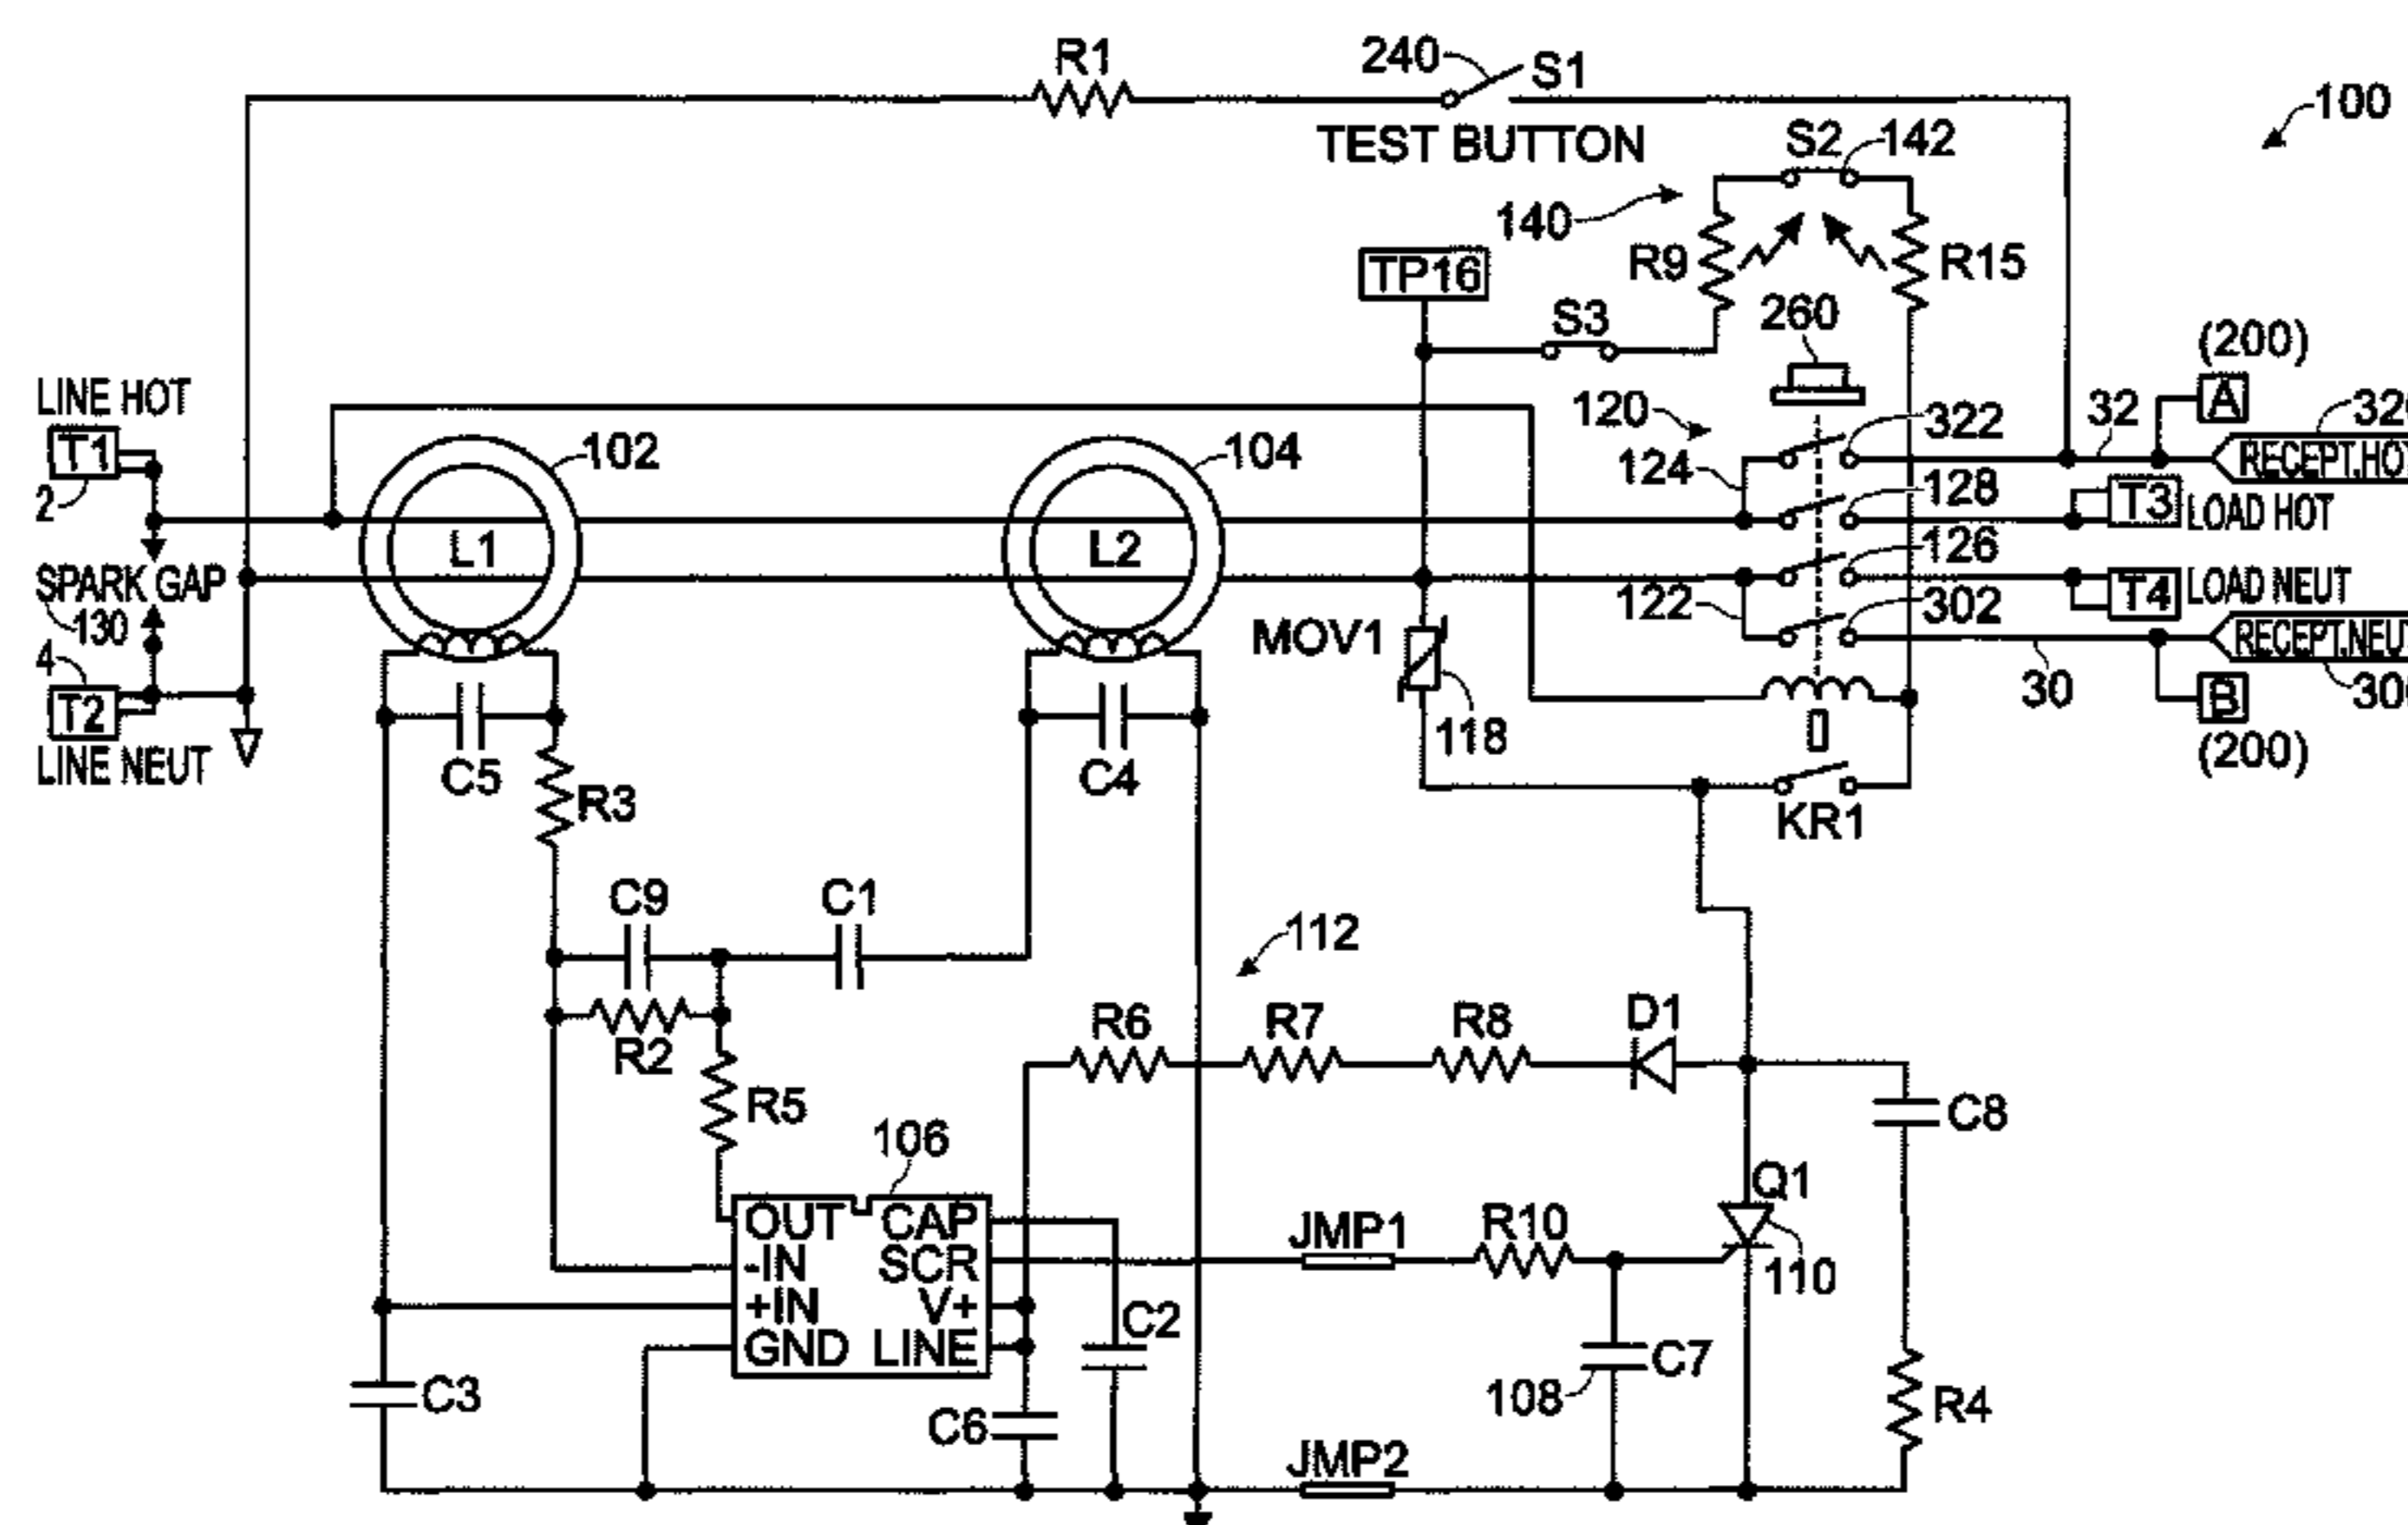 R1
240
S1
100
TEST BUTTON
S2
142
140
R9
R15
TP16
S3
260
(200)
A
LINE HOT
T1
2
102
104
120
322
32
RECEPT.HOT
124
128
T3
LOAD HOT
L1
L2
126
SPARK GAP
130
T4
LOAD NEUT
122
302
MOV1
RECEPT.NEUT
4
T2
LINE NEUT
118
30
B
(200)
C5
R3
C4
KR1
C9
C1
112
R2
R6
R7
R8
D1
R5
C8
106
OUT
CAP
Q1
-IN
SCR
JMP1
R10
110
+IN
V+
GND
LINE
C2
C7
108
C3
C6
R4
JMP2